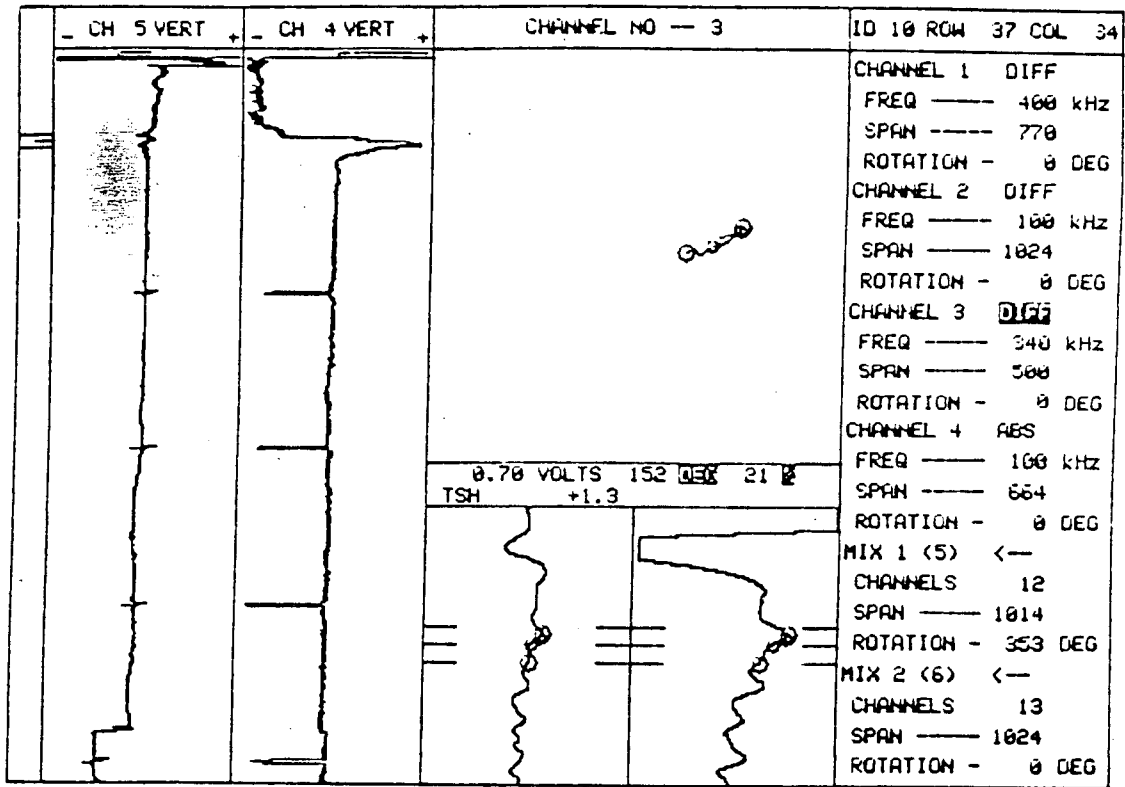 - CH 5 VERT +
- CH 4 VERT +
CHANNEL NO -- 3
ID 10 ROW 37 COL 34
CHANNEL 1 DIFF
FREQ ----- 400 kHz
SPAN ----- 770
ROTATION - 0 DEG
CHANNEL 2 DIFF
FREQ ----- 100 kHz
SPAN ----- 1024
ROTATION - 0 DEG
CHANNEL 3 DIFF
FREQ ----- 340 kHz
SPAN ----- 500
ROTATION - 0 DEG
CHANNEL 4 ABS
FREQ ----- 100 kHz
SPAN ----- 664
ROTATION - 0 DEG
MIX 1 (5) <--
CHANNELS 12
SPAN ----- 1014
ROTATION - 353 DEG
MIX 2 (6) <--
CHANNELS 13
SPAN ----- 1024
ROTATION - 0 DEG
0.70 VOLTS 152 DEG 21 %
TSH +1.3